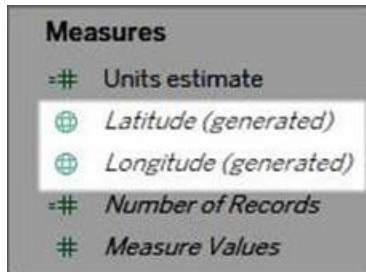 Measures
=# Units estimate
Latitude (generated)
Longitude (generated)
=# Number of Records
# Measure Values